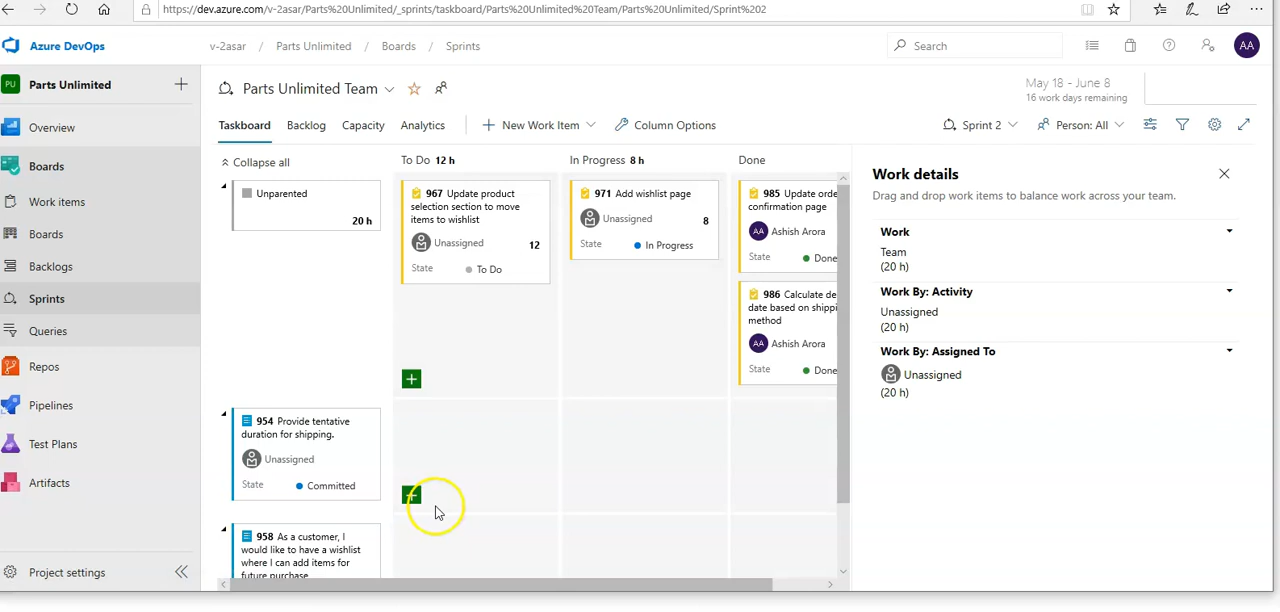 https://dev.azure.com/v-2asar/Parts%20Unlimited/_sprints/taskboard/Parts%20Unlimited%20Team/Parts%20Unlimited/Sprint%202
Azure DevOps
v-2asar / Parts Unlimited / Boards / Sprints
Search
AA
PU Parts Unlimited
Overview
Boards
Work items
Boards
Backlogs
Sprints
Queries
Repos
Pipelines
Test Plans
Artifacts
Project settings
Parts Unlimited Team
May 18 - June 8
16 work days remaining
Taskboard Backlog Capacity Analytics New Work Item Column Options Sprint 2 Person: All
Collapse all
To Do 12 h
In Progress 8 h
Done
Unparented
20 h
967 Update product
selection section to move
items to wishlist
Unassigned 12
State To Do
971 Add wishlist page
Unassigned 8
State In Progress
985 Update orde
confirmation page
AA Ashish Arora
State Done
986 Calculate de
date based on shippi
method
AA Ashish Arora
State Done
954 Provide tentative
duration for shipping.
Unassigned
State Committed
958 As a customer, I
would like to have a wishlist
where I can add items for
future purchase
Work details
Drag and drop work items to balance work across your team.
Work
Team
(20 h)
Work By: Activity
Unassigned
(20 h)
Work By: Assigned To
Unassigned
(20 h)